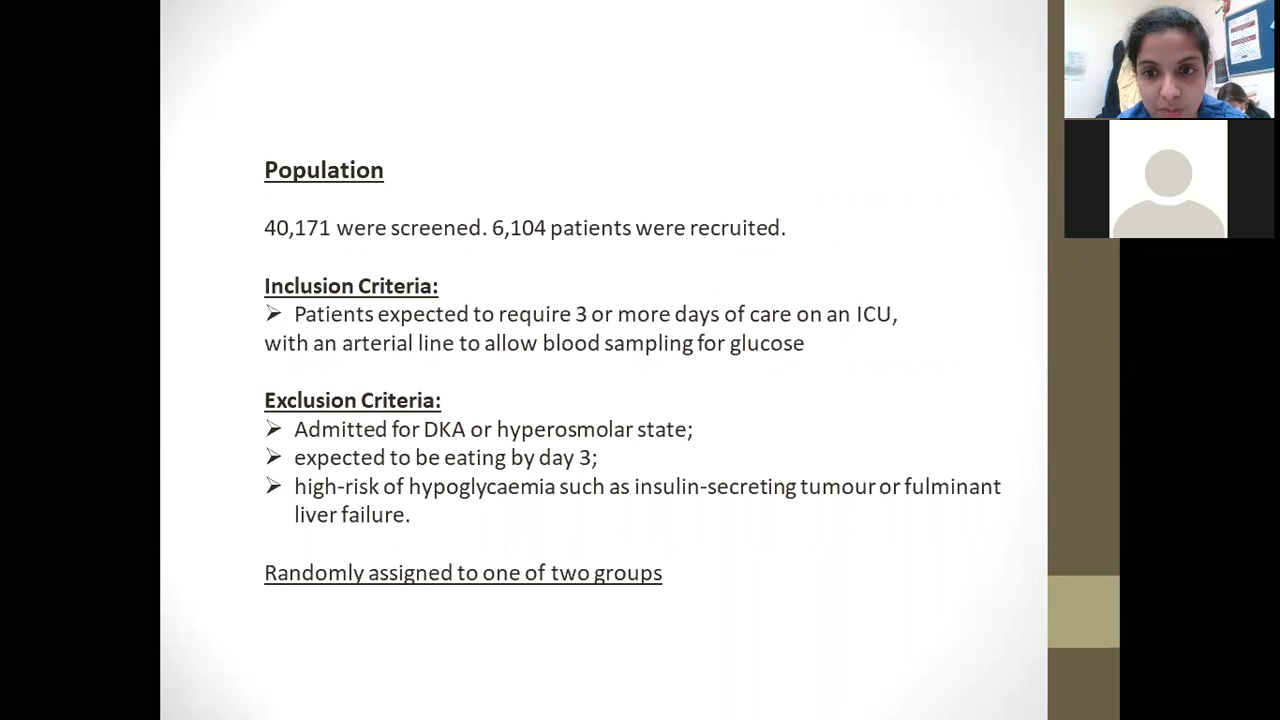 Population
40,171 were screened. 6,104 patients were recruited.
Inclusion Criteria:
➢ Patients expected to require 3 or more days of care on an ICU,
with an arterial line to allow blood sampling for glucose
Exclusion Criteria:
➢ Admitted for DKA or hyperosmolar state;
➢ expected to be eating by day 3;
➢ high-risk of hypoglycaemia such as insulin-secreting tumour or fulminant
liver failure.
Randomly assigned to one of two groups